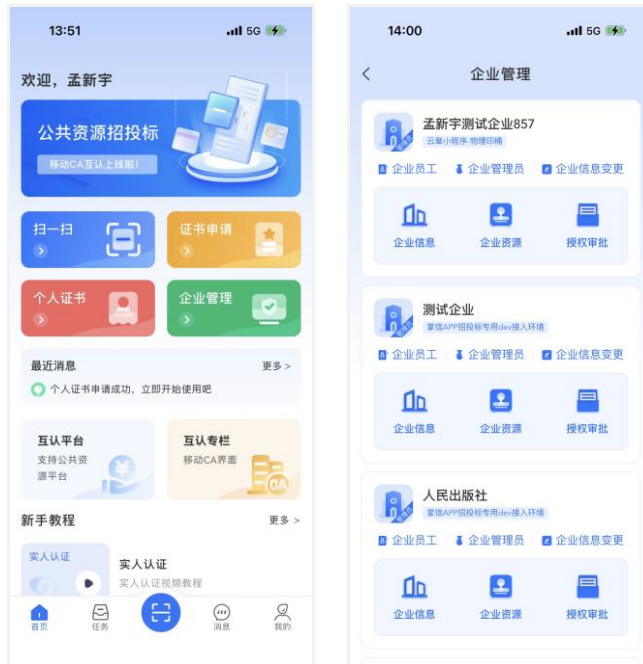 13:51
5G
欢迎，孟新宇
公共资源招投标
移动CA互认上线啦！
扫一扫
证书申请
个人证书
企业管理
最近消息
更多 >
个人证书申请成功，立即开始使用吧
互认平台
支持公共资
源平台
互认专栏
移动CA界面
CA
新手教程
更多 >
实人认证
实人认证
实人认证视频教程
首页
任务
消息
我的
14:00
5G
企业管理
孟新宇测试企业857
云章小程序-物理印桶
企业员工
企业管理员
企业信息变更
企业信息
企业资源
授权审批
测试企业
掌信APP招投标专用dev接入环境
企业员工
企业管理员
企业信息变更
企业信息
企业资源
授权审批
人民出版社
掌信APP招投标专用dev接入环境
企业员工
企业管理员
企业信息变更
企业信息
企业资源
授权审批